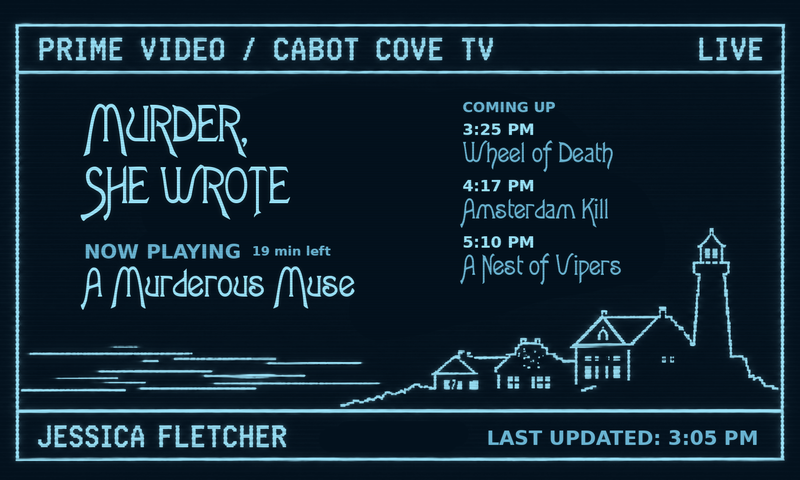 PRIME VIDEO / CABOT COVE TV
LIVE
MURDER,
SHE WROTE
NOW PLAYING 19 min left
A Murderous Muse
COMING UP
3:25 PM
Wheel of Death
4:17 PM
Amsterdam Kill
5:10 PM
A Nest of Vipers
JESSICA FLETCHER
LAST UPDATED: 3:05 PM